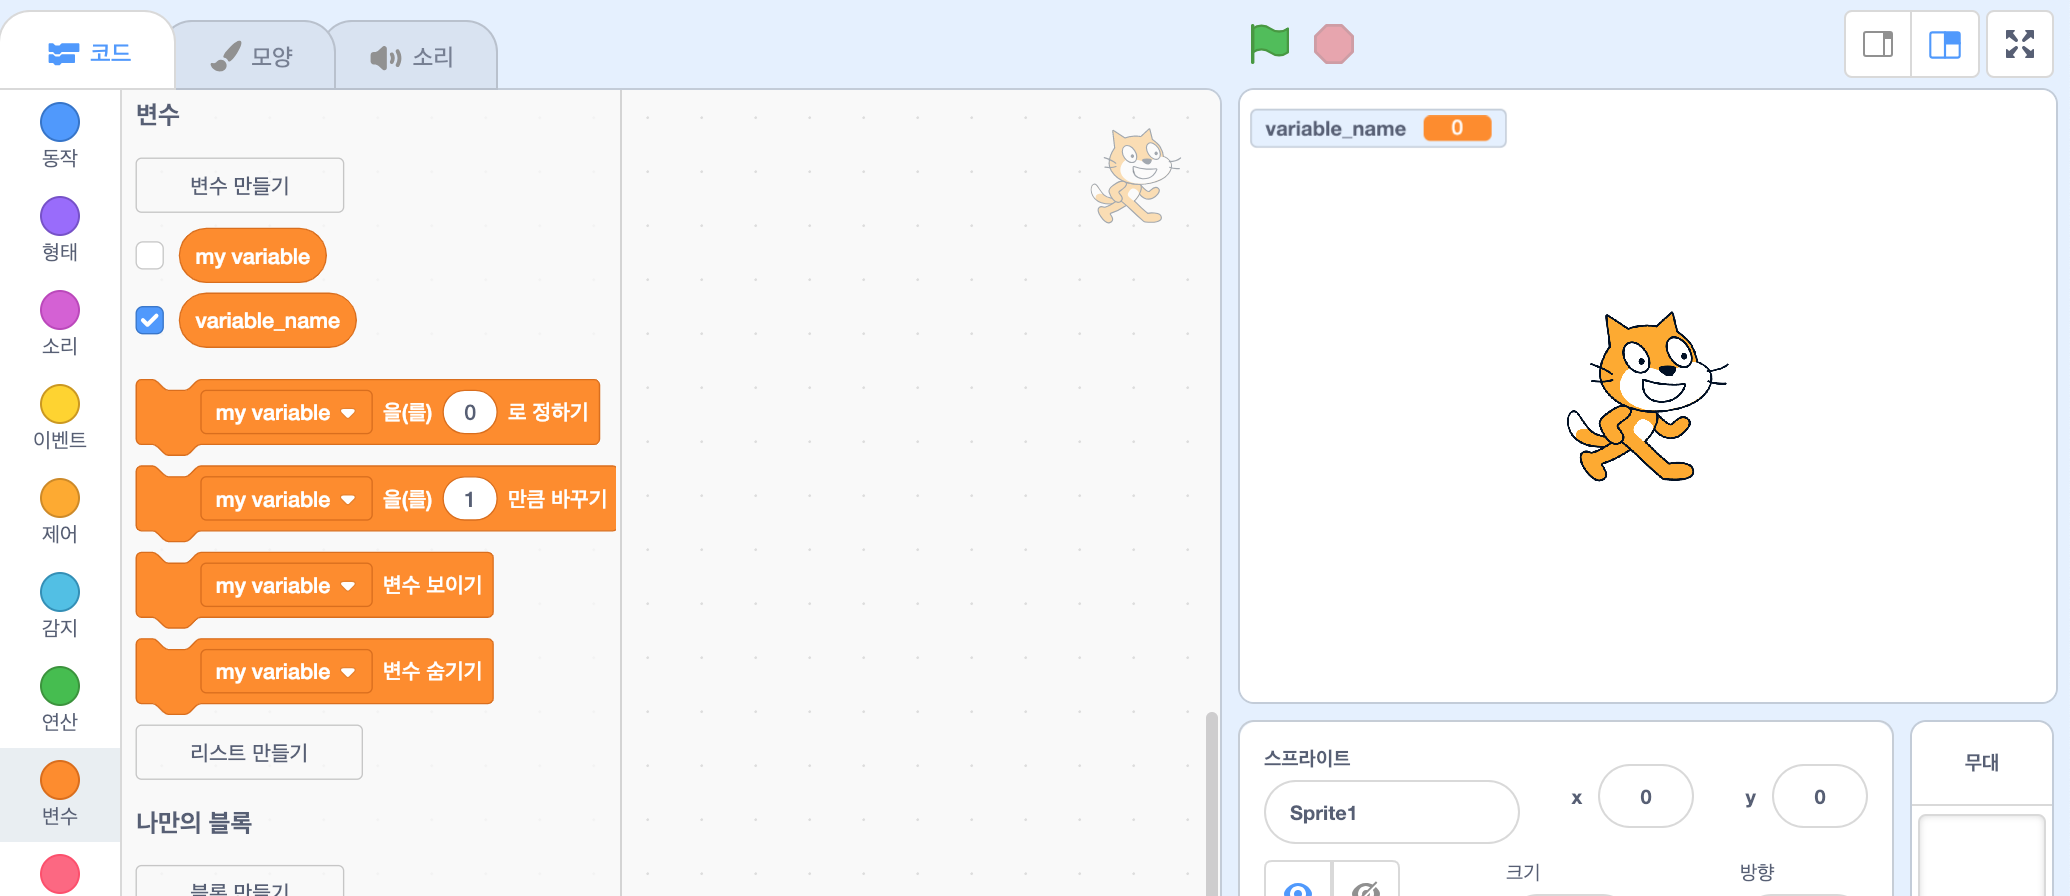 코드
모양
소리
동작
형태
소리
이벤트
제어
감지
연산
변수
변수
변수 만들기
my variable
variable_name
my variable 을(를) 0 로 정하기
my variable 을(를) 1 만큼 바꾸기
my variable 변수 보이기
my variable 변수 숨기기
리스트 만들기
나만의 블록
블록 만들기
variable_name 0
스프라이트
Sprite1
x 0
y 0
크기
방향
무대